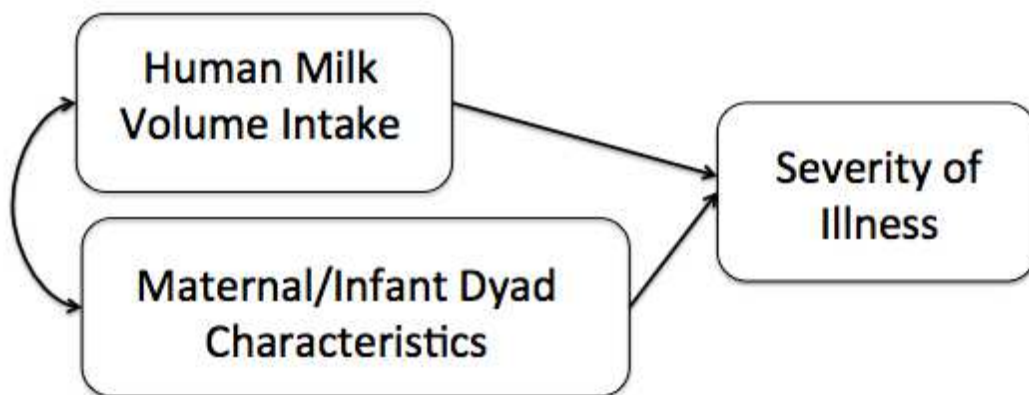 Human Milk
Volume Intake
Maternal/Infant Dyad
Characteristics
Severity of
Illness